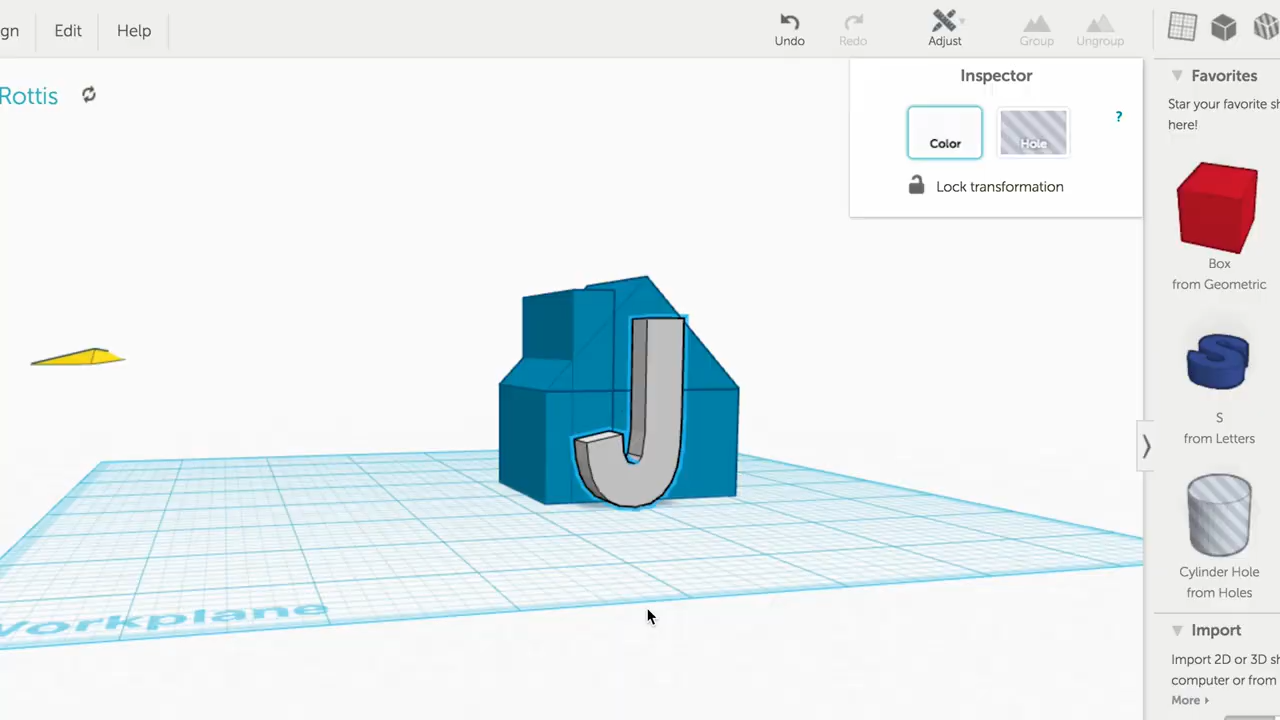 gn
Edit
Help
Undo
Redo
Adjust
Group
Ungroup
Rottis
Inspector
Color
Hole
?
Lock transformation
Favorites
Star your favorite sh
here!
Box
from Geometric
S
from Letters
Cylinder Hole
from Holes
Import
Import 2D or 3D sh
computer or from
More
Workplane
J